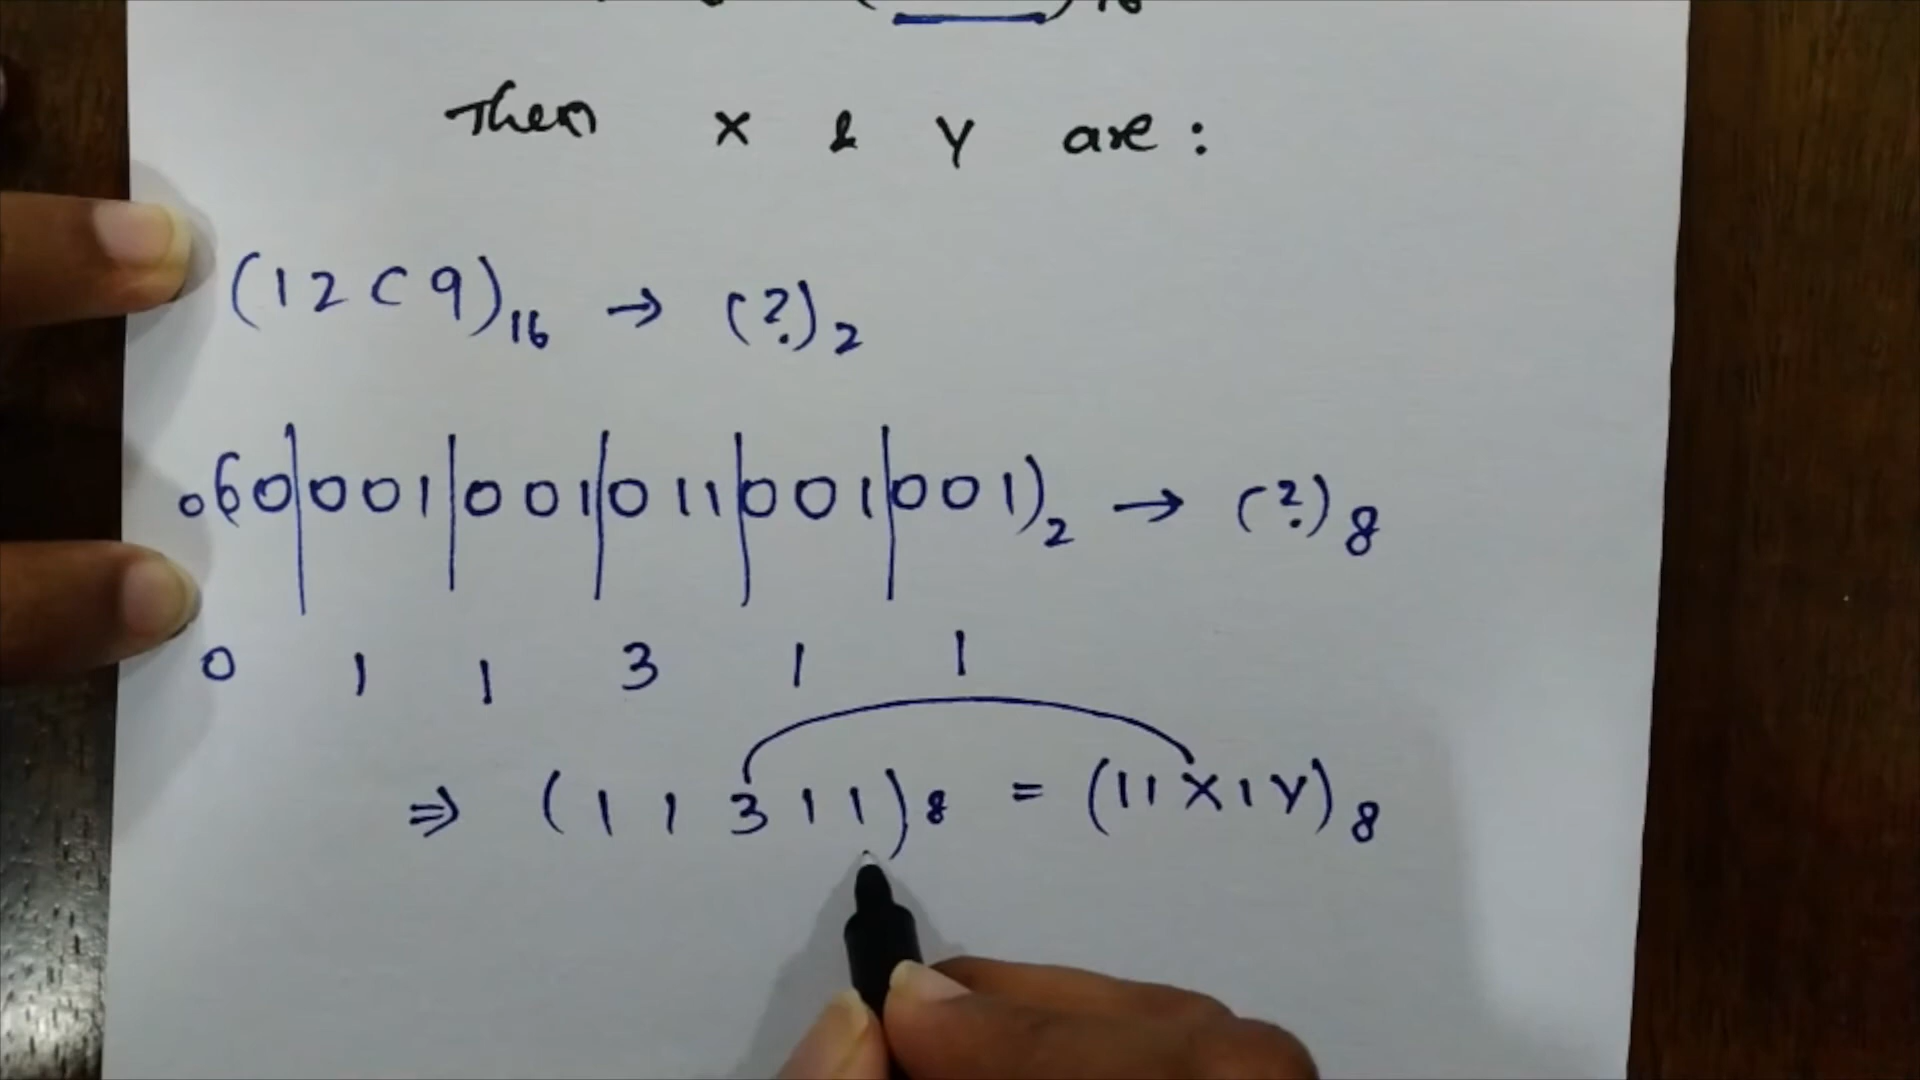 Then X & Y are:
(12C9)16 → (?)2
00(0|001|001|011|001|001)2 → (?)8
0 1 1 3 1 1
⇒ (11311)8 = (11X1Y)8